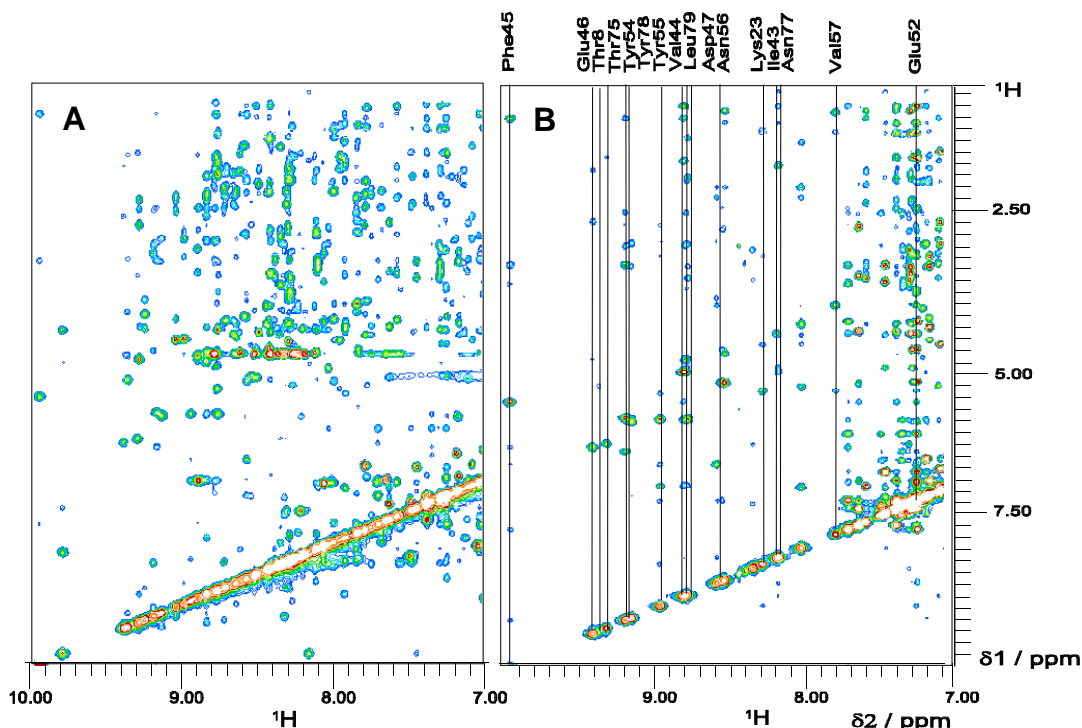 Phe45
Glu46
Thr8
Thr75
Tyr54
Tyr78
Tyr55
Val44
Leu79
Asp47
Asn56
Lys23
Ile43
Asn77
Val57
Glu52
A
B
¹H
2.50
5.00
7.50
δ1 / ppm
10.00
9.00
8.00
7.00
9.00
8.00
7.00
¹H
¹H
δ2 / ppm